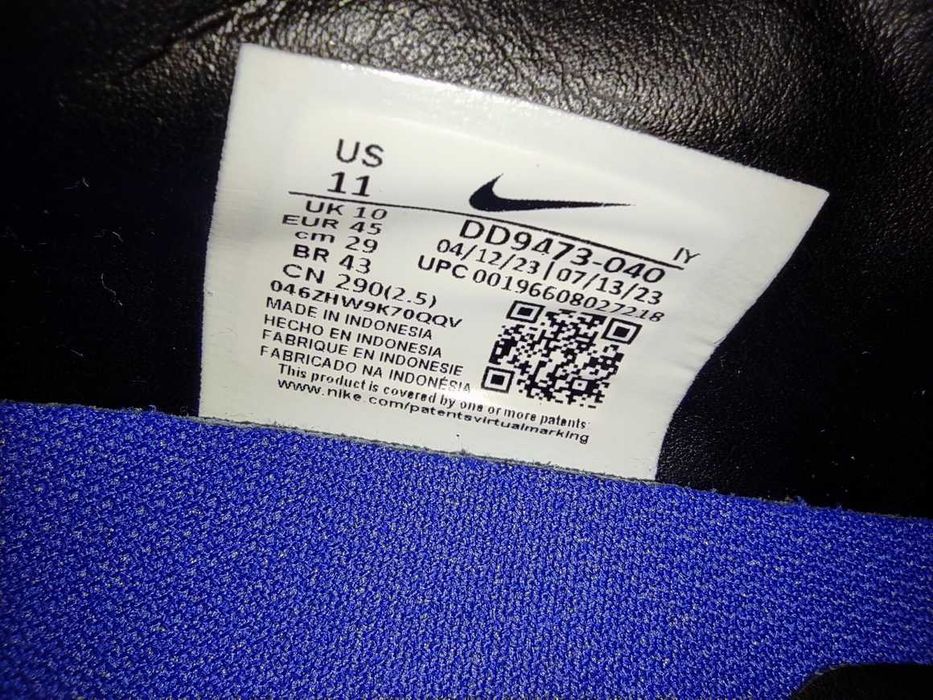 US
11
UK 10
EUR 45
cm 29
BR 43
CN 290(2.5)
046ZHW9K70QQV
DD9473-040 IY
04/12/23 | 07/13/23
UPC 00196608027218
MADE IN INDONESIA
HECHO EN INDONESIA
FABRIQUE EN INDONESIE
FABRICADO NA INDONÉSIA
This product is covered by one or more patents:
www.nike.com/patentsvirtualmarking